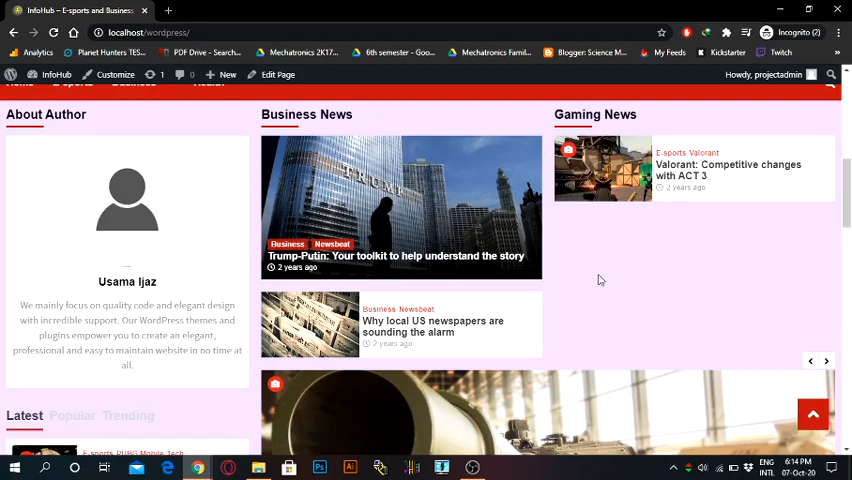 InfoHub – E-sports and Busines
localhost/wordpress/
Incognito (2)
Analytics
Planet Hunters TES...
PDF Drive - Search...
Mechatronics 2K17...
6th semester - Goo...
Mechatronics Famil...
Blogger: Science M...
My Feeds
Kickstarter
Twitch
InfoHub
Customize
1
0
New
Edit Page
Howdy, projectadmin
About Author
Usama Ijaz
We mainly focus on quality code and elegant design
with incredible support. Our WordPress themes and
plugins empower you to create an elegant,
professional and easy to maintain website in no time at
all.
Latest Popular Trending
E-sports PUBG Mobile Tech
Business News
TRUMP
Business Newsbeat
Trump-Putin: Your toolkit to help understand the story
2 years ago
Business Newsbeat
Why local US newspapers are
sounding the alarm
2 years ago
Gaming News
E-sports Valorant
Valorant: Competitive changes
with ACT 3
2 years ago
ENG
INTL
6:14 PM
07-Oct-20